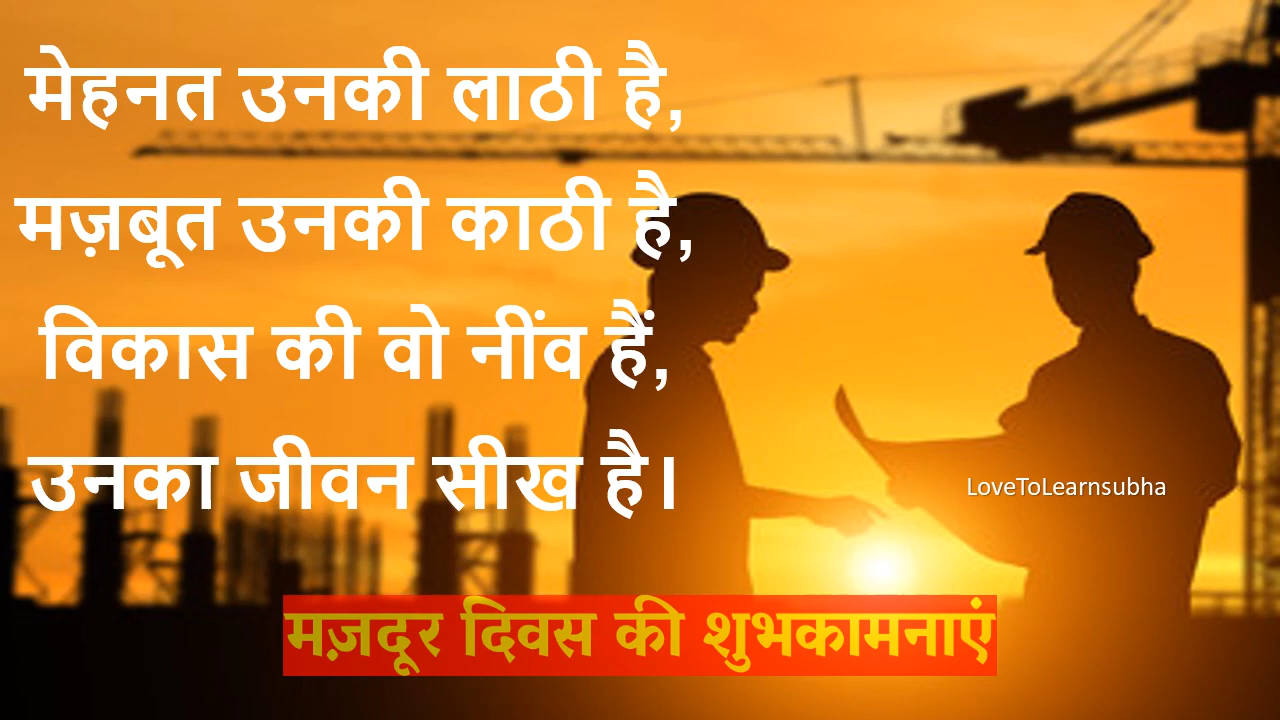 मेहनत उनकी लाठी है,
मज़बूत उनकी काठी है,
विकास की वो नींव हैं,
उनका जीवन सीख है।
LoveToLearnsubha
मज़दूर दिवस की शुभकामनाएं